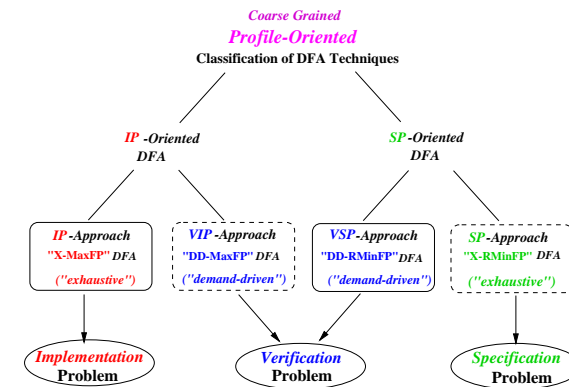 Coarse Grained
Profile-Oriented
Classification of DFA Techniques
IP -Oriented
DFA
SP -Oriented
DFA
IP -Approach
"X-MaxFP" DFA
("exhaustive")
VIP -Approach
"DD-MaxFP" DFA
("demand-driven")
VSP -Approach
"DD-RMinFP" DFA
("demand-driven")
SP -Approach
"X-RMinFP" DFA
("exhaustive")
Implementation
Problem
Verification
Problem
Specification
Problem